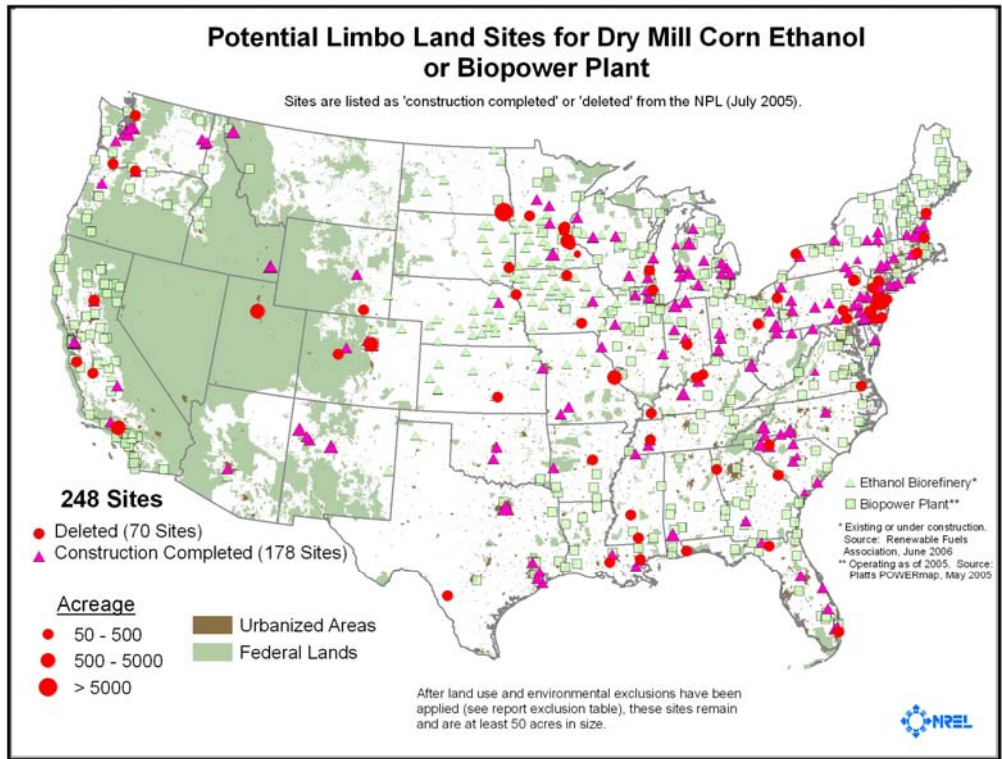 Potential Limbo Land Sites for Dry Mill Corn Ethanol
or Biopower Plant
Sites are listed as 'construction completed' or 'deleted' from the NPL (July 2005).
248 Sites
Deleted (70 Sites)
Construction Completed (178 Sites)
Acreage
50 - 500
500 - 5000
> 5000
Urbanized Areas
Federal Lands
Ethanol Biorefinery*
Biopower Plant**
* Existing or under construction.
Source: Renewable Fuels
Association, June 2006
** Operating as of 2005. Source:
Platts POWERmap, May 2005
After land use and environmental exclusions have been
applied (see report exclusion table), these sites remain
and are at least 50 acres in size.
NREL